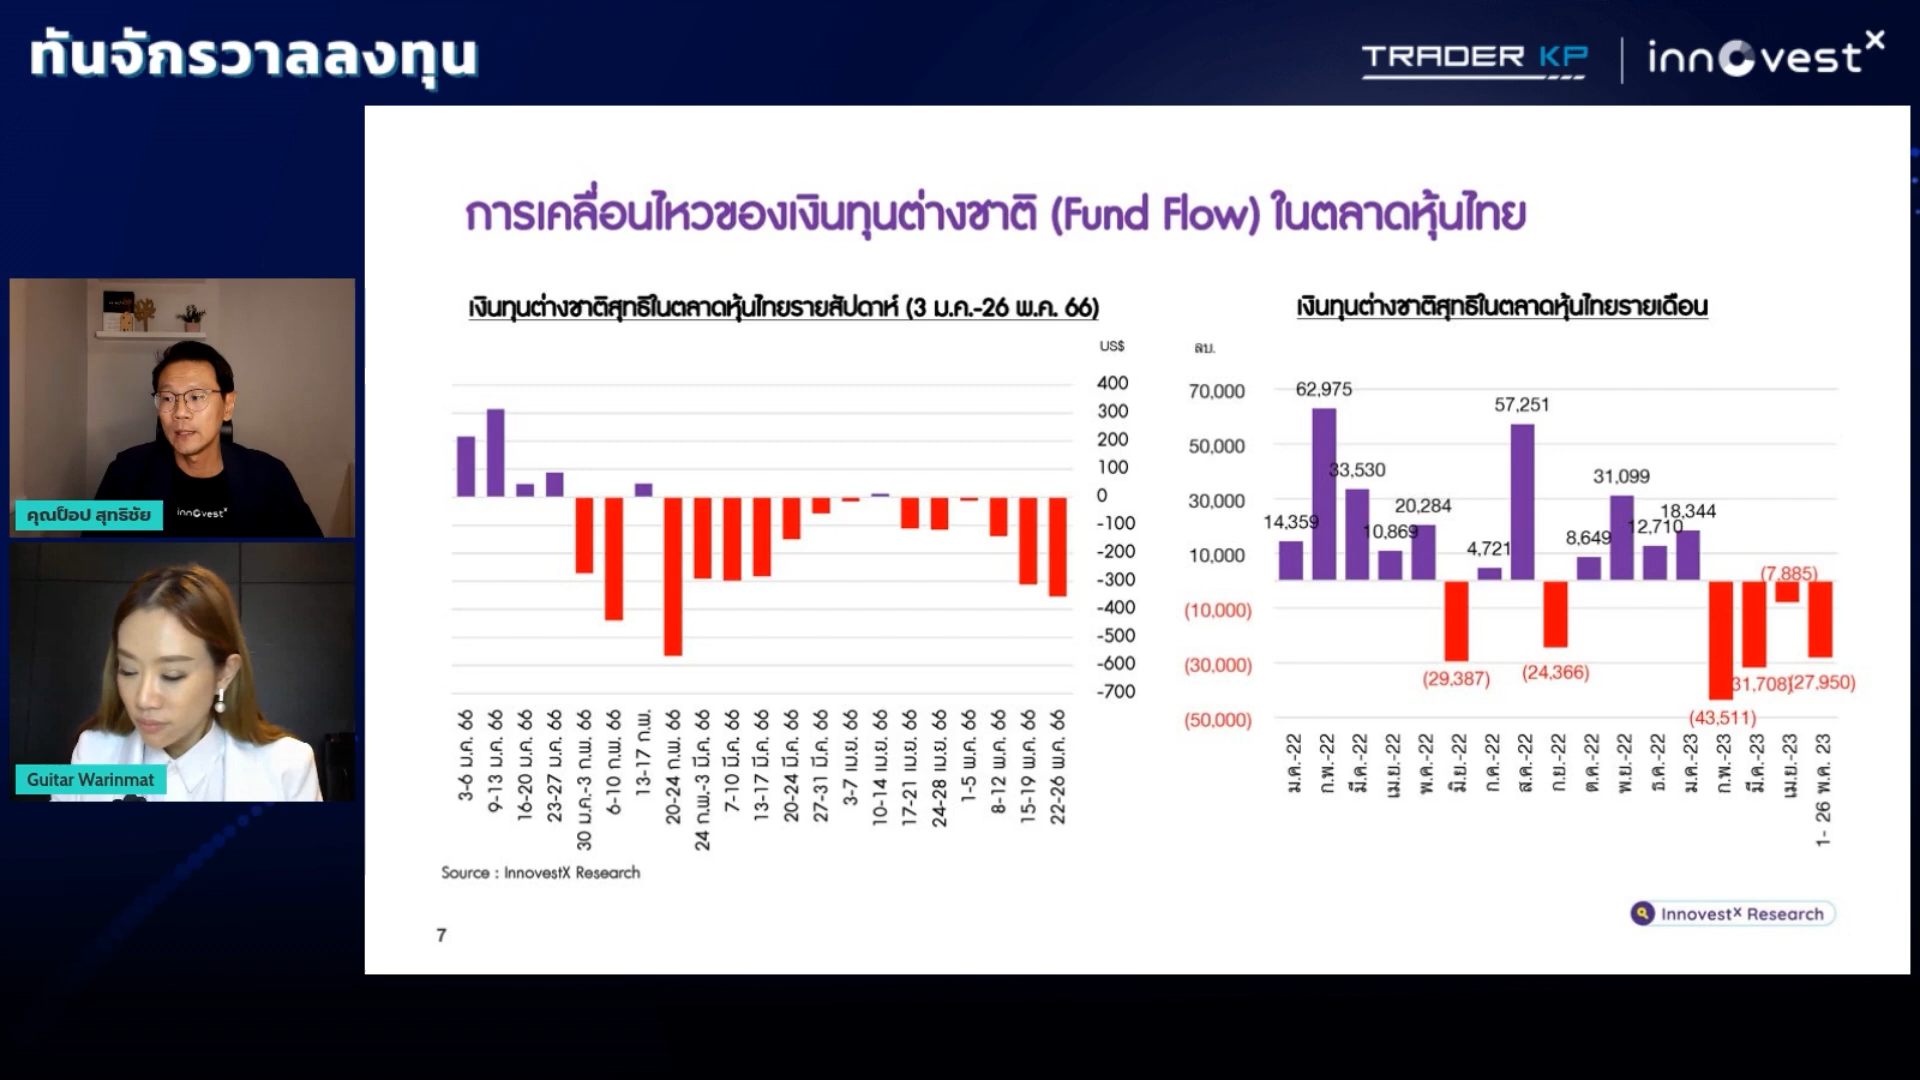 ทันจักรวาลลงทุน
TRADER KP
innovestX
การเคลื่อนไหวของเงินทุนต่างชาติ (Fund Flow) ในตลาดหุ้นไทย
เงินทุนต่างชาติสุทธิในตลาดหุ้นไทยรายสัปดาห์ (3 ม.ค.-26 พ.ค. 66)
US$
400
300
200
100
0
-100
-200
-300
-400
-500
-600
-700
3-6 ม.ค. 66
9-13 ม.ค. 66
16-20 ม.ค. 66
23-27 ม.ค. 66
30 ม.ค.-3 ก.พ. 66
6-10 ก.พ. 66
13-17 ก.พ.
20-24 ก.พ. 66
24 ก.พ.-3 มี.ค. 66
7-10 มี.ค. 66
13-17 มี.ค. 66
20-24 มี.ค. 66
27-31 มี.ค. 66
3-7 เม.ย. 66
10-14 เม.ย. 66
17-21 เม.ย. 66
24-28 เม.ย. 66
1-5 พ.ค. 66
8-12 พ.ค. 66
15-19 พ.ค. 66
22-26 พ.ค. 66
เงินทุนต่างชาติสุทธิในตลาดหุ้นไทยรายเดือน
ลบ.
70,000
50,000
30,000
10,000
(10,000)
(30,000)
(50,000)
14,359
62,975
33,530
10,869
20,284
(29,387)
4,721
57,251
(24,366)
8,649
31,099
12,710
18,344
(43,511)
31,708)
(7,885)
(27,950)
ม.ค.-22
ก.พ.-22
มี.ค.-22
เม.ย.-22
พ.ค.-22
มิ.ย.-22
ก.ค.-22
ส.ค.-22
ก.ย.-22
ต.ค.-22
พ.ย.-22
ธ.ค.-22
ม.ค.-23
ก.พ.-23
มี.ค.-23
เม.ย.-23
1- 26 พ.ค. 23
Source : InnovestX Research
7
InnovestX Research
คุณป็อป สุทธิชัย
innovestX
Guitar Warinmat